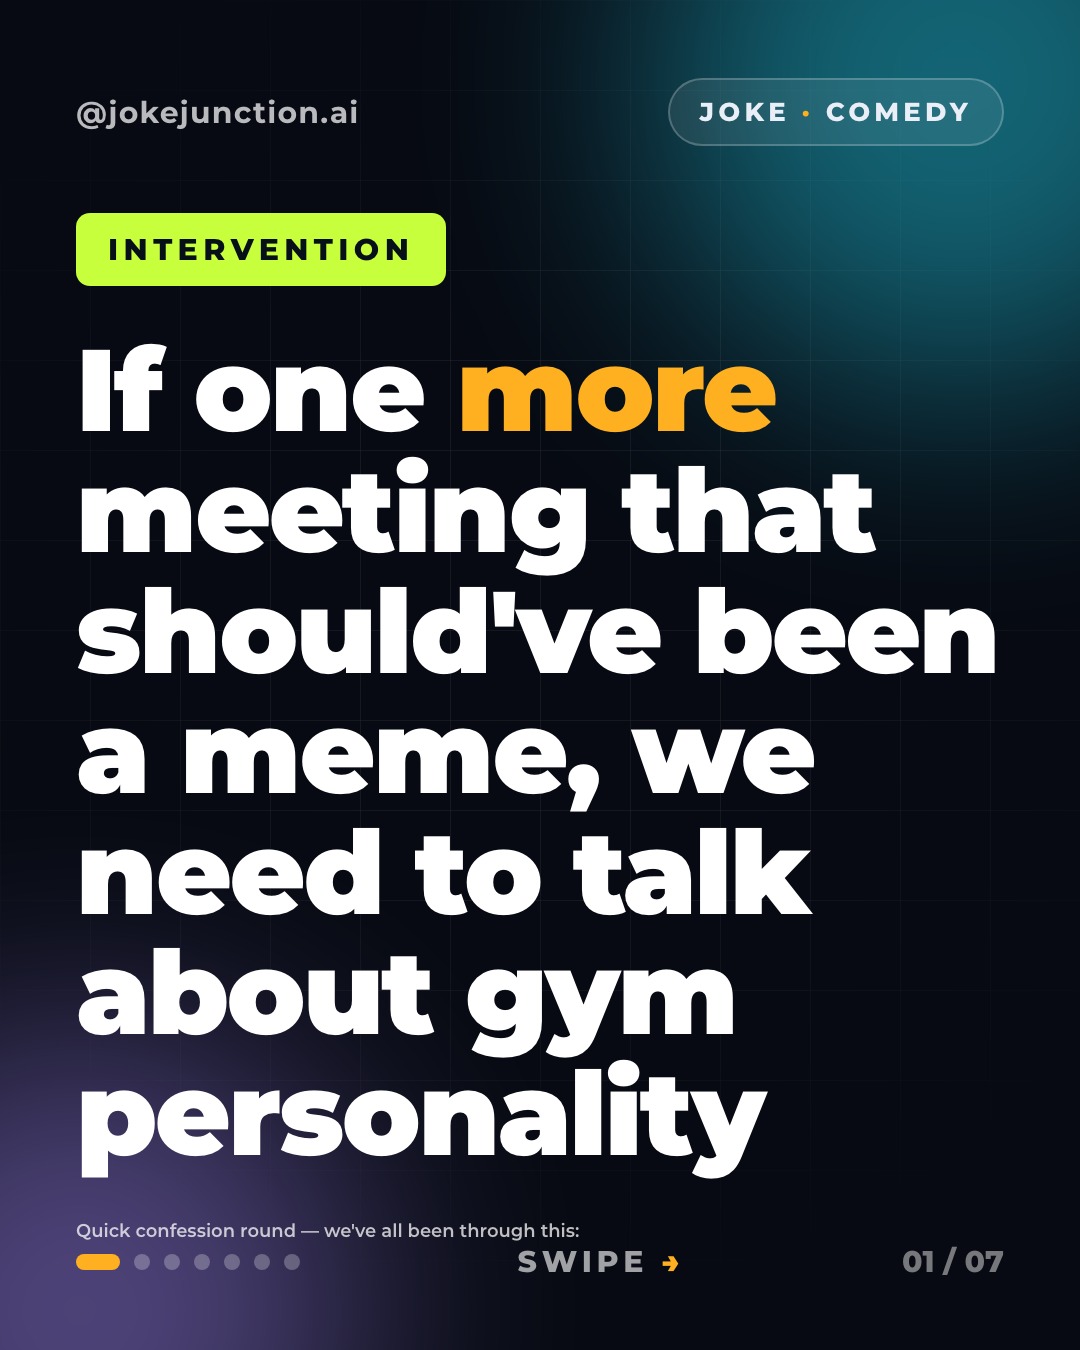 @jokejunction.ai
JOKE • COMEDY
INTERVENTION
If one more
meeting that
should've been
a meme, we
need to talk
about gym
personality
Quick confession round — we've all been through this:
SWIPE →
01 / 07